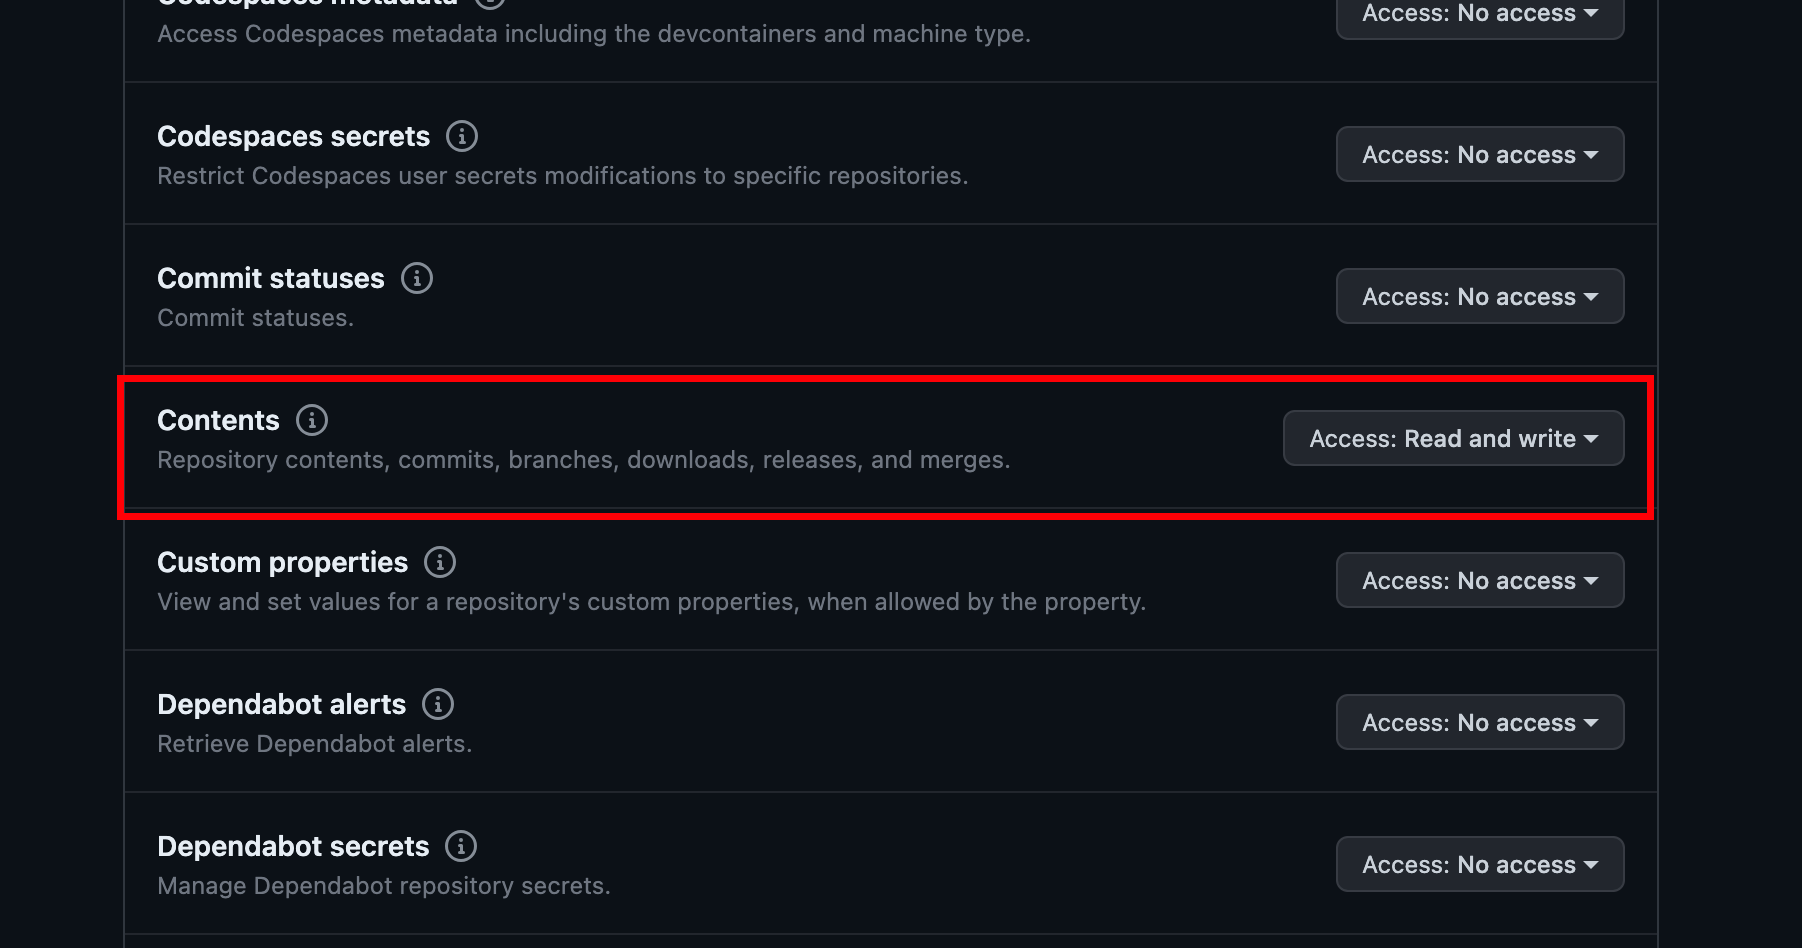 Codespaces metadata
Access Codespaces metadata including the devcontainers and machine type.
Access: No access
Codespaces secrets
Restrict Codespaces user secrets modifications to specific repositories.
Access: No access
Commit statuses
Commit statuses.
Access: No access
Contents
Repository contents, commits, branches, downloads, releases, and merges.
Access: Read and write
Custom properties
View and set values for a repository's custom properties, when allowed by the property.
Access: No access
Dependabot alerts
Retrieve Dependabot alerts.
Access: No access
Dependabot secrets
Manage Dependabot repository secrets.
Access: No access